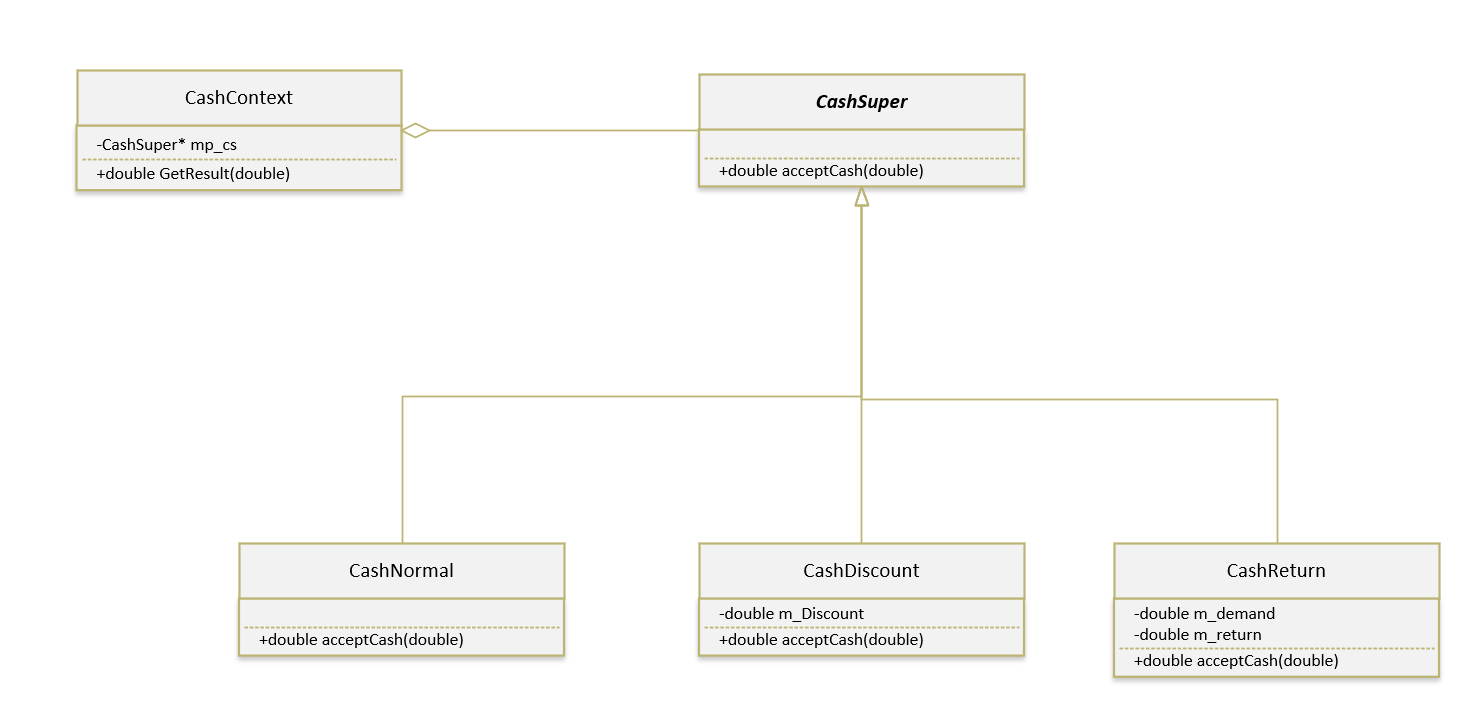 CashContext
-CashSuper* mp_cs
+double GetResult(double)
CashSuper
+double acceptCash(double)
CashNormal
+double acceptCash(double)
CashDiscount
-double m_Discount
+double acceptCash(double)
CashReturn
-double m_demand
-double m_return
+double acceptCash(double)